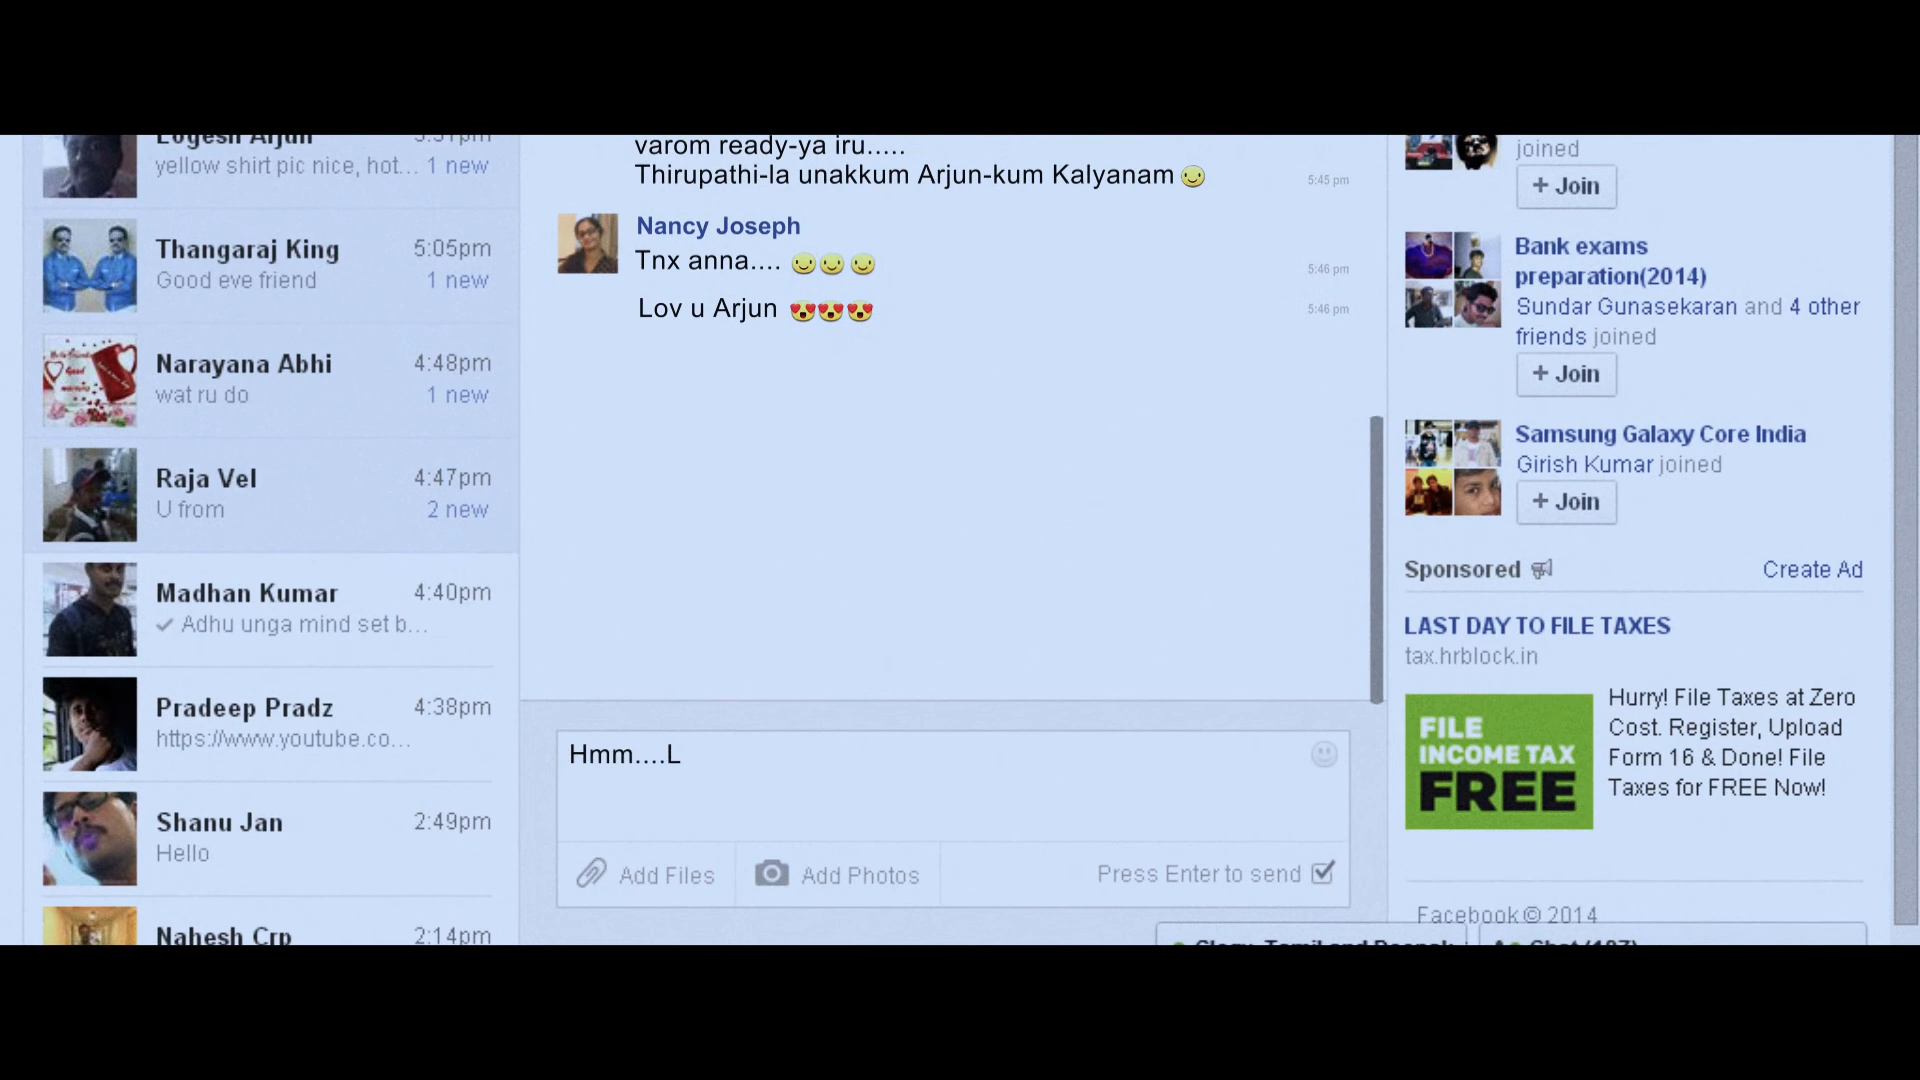 Logesh Arjun
yellow shirt pic nice, hot... 1 new
Thangaraj King 5:05pm
Good eve friend 1 new
Narayana Abhi 4:48pm
wat ru do 1 new
Raja Vel 4:47pm
U from 2 new
Madhan Kumar 4:40pm
Adhu unga mind set b...
Pradeep Pradz 4:38pm
https://www.youtube.co...
Shanu Jan 2:49pm
Hello
Nahesh Crp 2:14pm
varom ready-ya iru.....
Thirupathi-la unakkum Arjun-kum Kalyanam 5:45 pm
Nancy Joseph
Tnx anna.... 5:46 pm
Lov u Arjun 5:46 pm
Hmm....L
Add Files Add Photos Press Enter to send
joined
+ Join
Bank exams
preparation(2014)
Sundar Gunasekaran and 4 other
friends joined
+ Join
Samsung Galaxy Core India
Girish Kumar joined
+ Join
Sponsored Create Ad
LAST DAY TO FILE TAXES
tax.hrblock.in
FILE
INCOME TAX
FREE
Hurry! File Taxes at Zero
Cost. Register, Upload
Form 16 & Done! File
Taxes for FREE Now!
Facebook © 2014